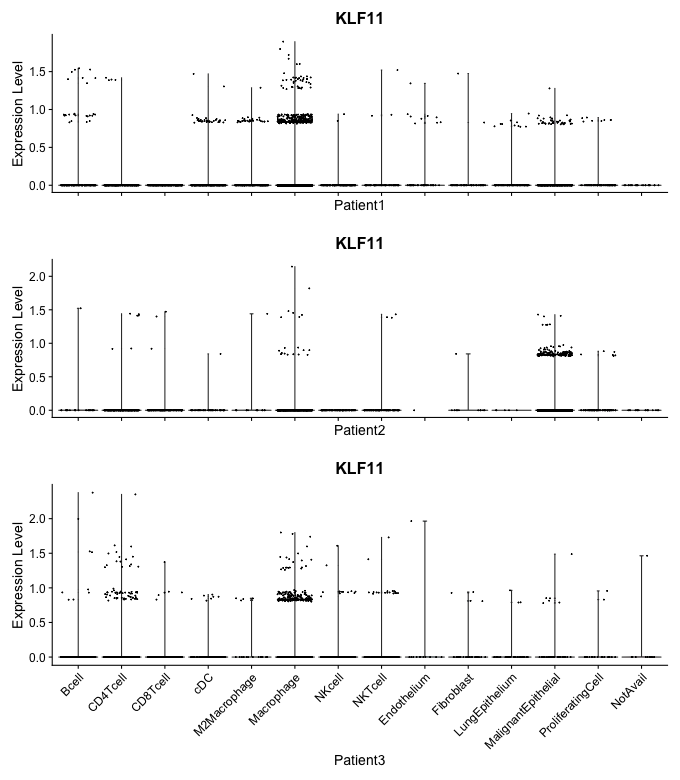 KLF11
Expression Level
1.5
1.0
0.5
0.0
Patient1
KLF11
Expression Level
2.0
1.5
1.0
0.5
0.0
Patient2
KLF11
Expression Level
2.0
1.5
1.0
0.5
0.0
Bcell
CD4Tcell
CD8Tcell
cDC
M2Macrophage
Macrophage
NKcell
NKTcell
Endothelium
Fibroblast
LungEpithelium
MalignantEpithelial
ProliferatingCell
NotAvail
Patient3